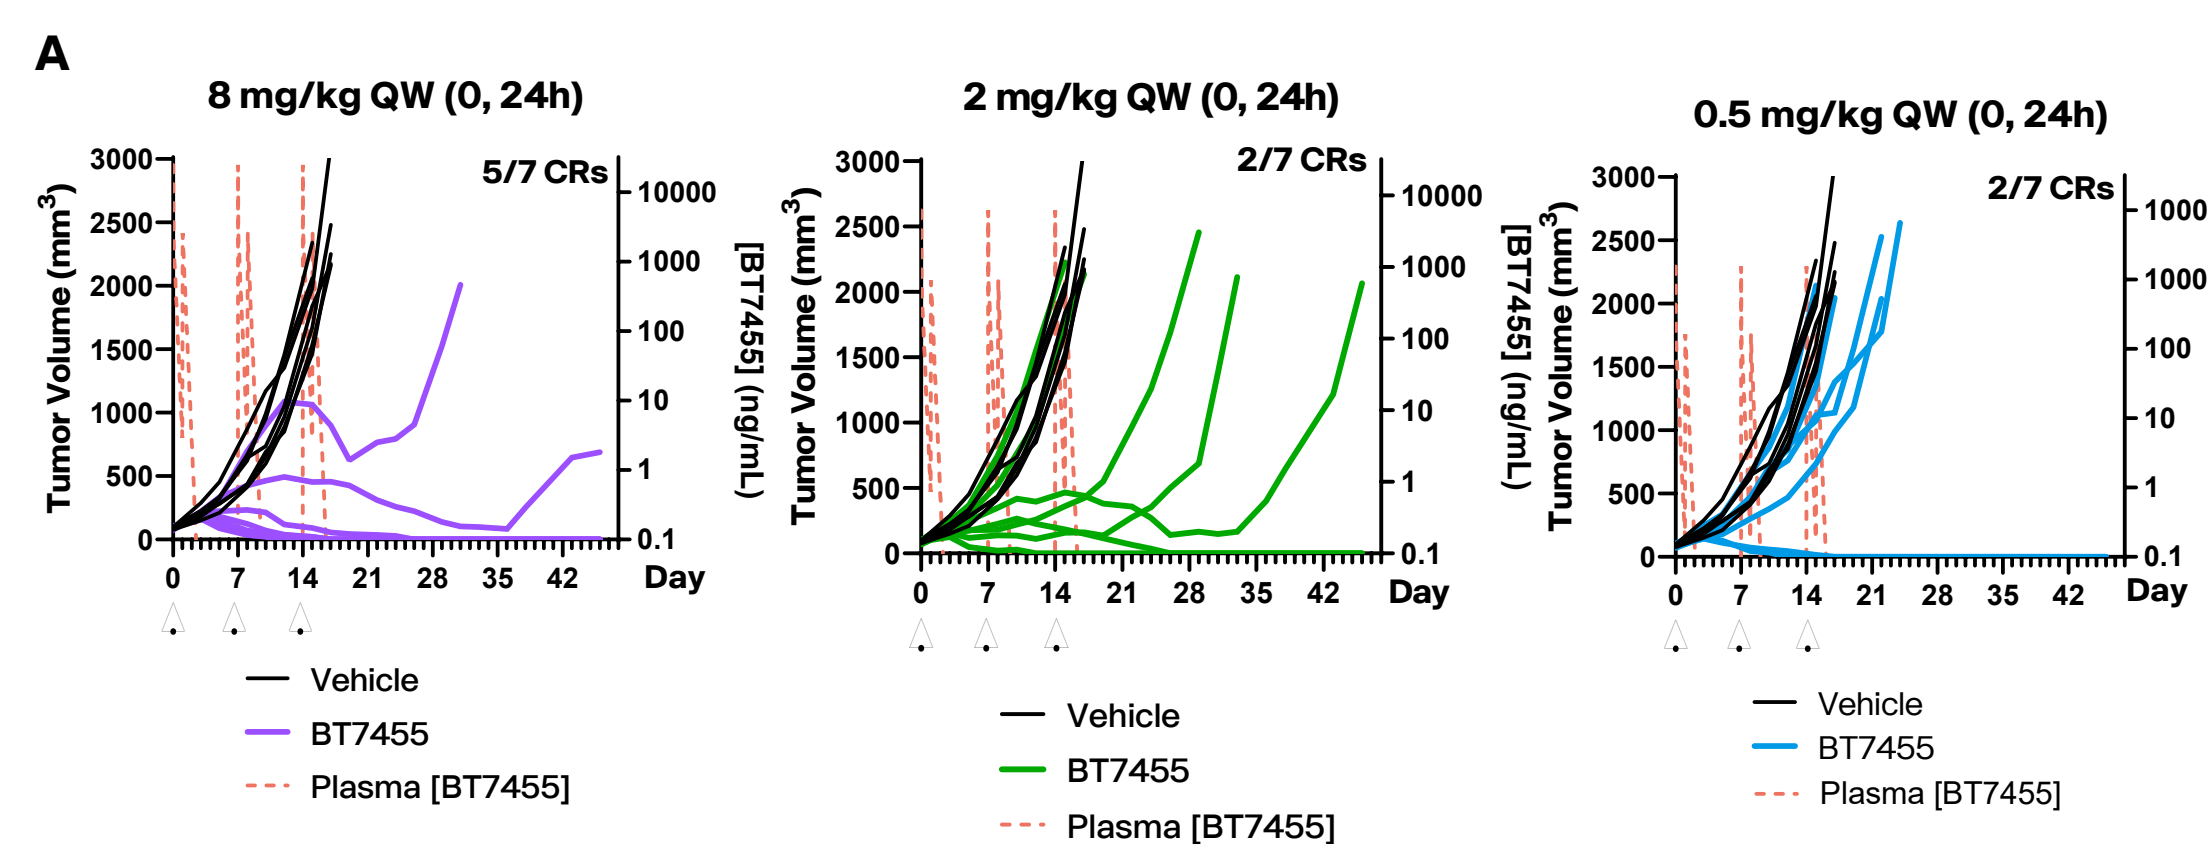 A
8 mg/kg QW (0, 24h)
5/7 CRs
Tumor Volume (mm³)
3000
2500
2000
1500
1000
500
0
10000
1000
100
10
1
0.1
[BT7455] (ng/mL)
0 7 14 21 28 35 42 Day
Vehicle
BT7455
Plasma [BT7455]
2 mg/kg QW (0, 24h)
2/7 CRs
Tumor Volume (mm³)
3000
2500
2000
1500
1000
500
0
10000
1000
100
10
1
0.1
[BT7455] (ng/mL)
0 7 14 21 28 35 42 Day
Vehicle
BT7455
Plasma [BT7455]
0.5 mg/kg QW (0, 24h)
2/7 CRs
Tumor Volume (mm³)
3000
2500
2000
1500
1000
500
0
1000
1000
100
10
1
0.1
0 7 14 21 28 35 42 Day
Vehicle
BT7455
Plasma [BT7455]